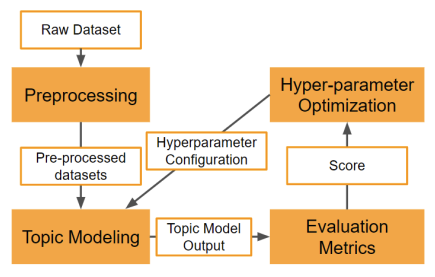 Raw Dataset
Preprocessing
Hyper-parameter
Optimization
Pre-processed
datasets
Hyperparameter
Configuration
Score
Topic Modeling
Topic Model
Output
Evaluation
Metrics